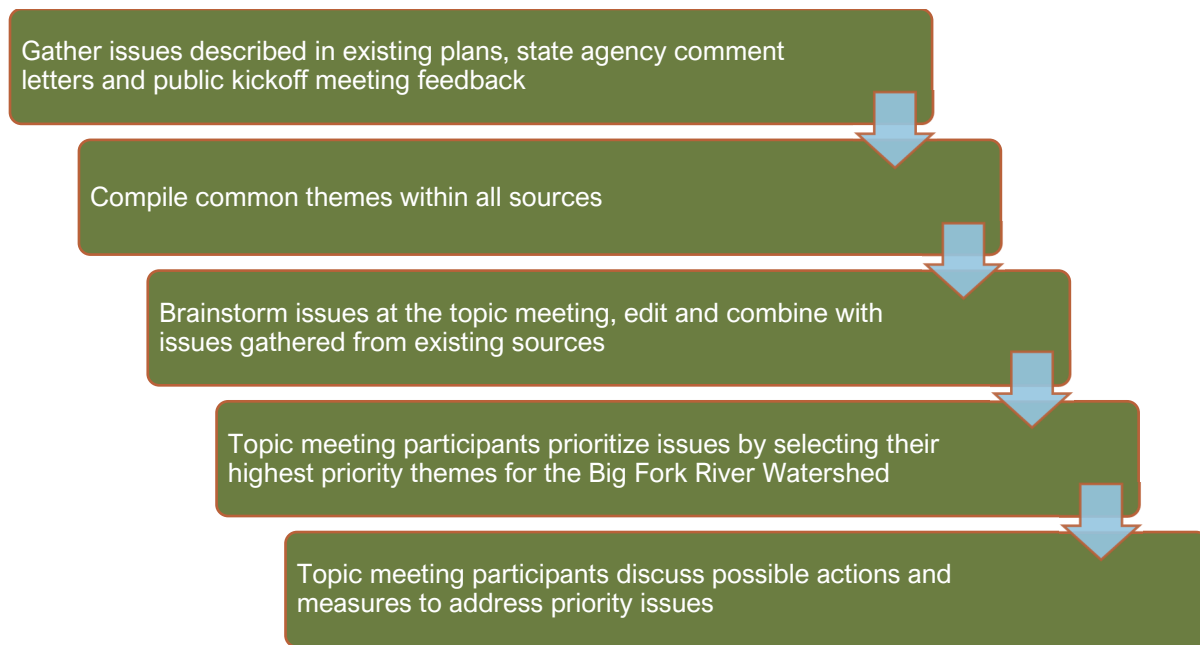 Gather issues described in existing plans, state agency comment
letters and public kickoff meeting feedback
Compile common themes within all sources
Brainstorm issues at the topic meeting, edit and combine with
issues gathered from existing sources
Topic meeting participants prioritize issues by selecting their
highest priority themes for the Big Fork River Watershed
Topic meeting participants discuss possible actions and
measures to address priority issues